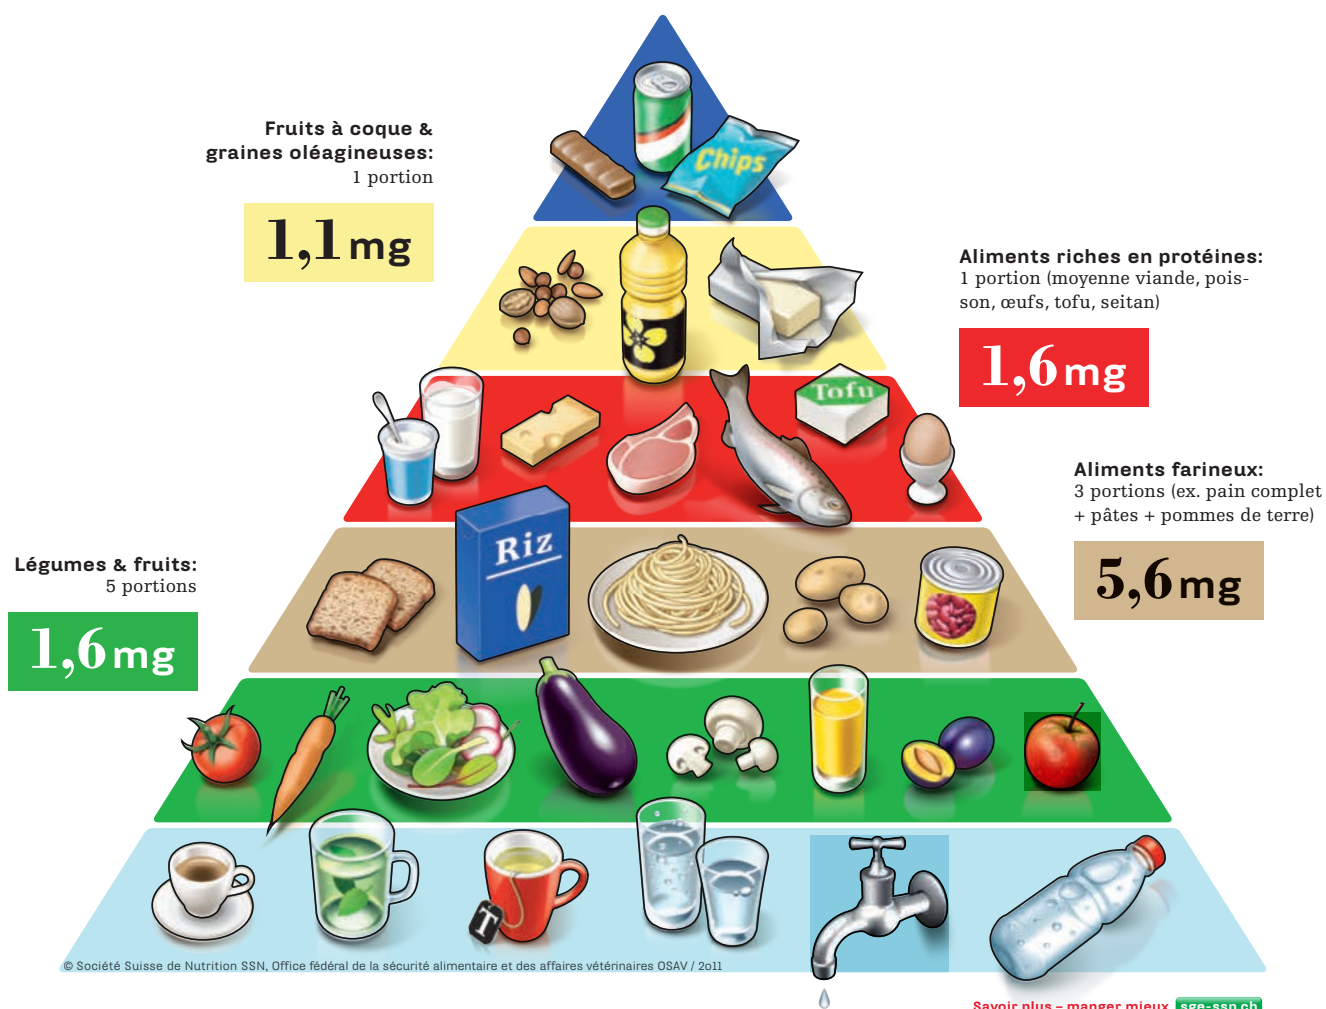 Chips
Fruits à coque &
graines oléagineuses:
1 portion
1,1 mg
Aliments riches en protéines:
1 portion (moyenne viande, pois-
son, œufs, tofu, seitan)
1,6 mg
Tofu
Aliments farineux:
3 portions (ex. pain complet
+ pâtes + pommes de terre)
5,6 mg
Riz
Légumes & fruits:
5 portions
1,6 mg
T
© Société Suisse de Nutrition SSN, Office fédéral de la sécurité alimentaire et des affaires vétérinaires OSAV / 2011
Savoir plus – manger mieux sge-ssn.ch